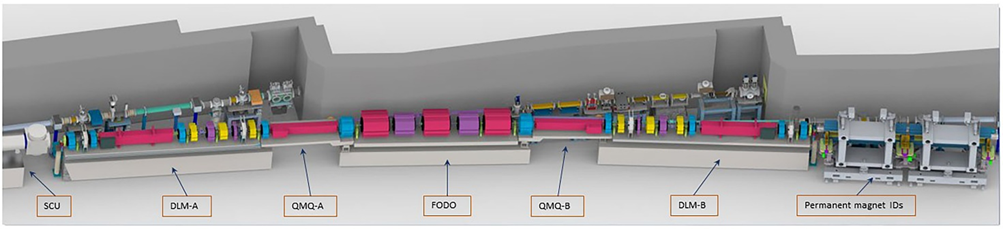 SCU
DLM-A
QMQ-A
FODO
QMQ-B
DLM-B
Permanent magnet IDs